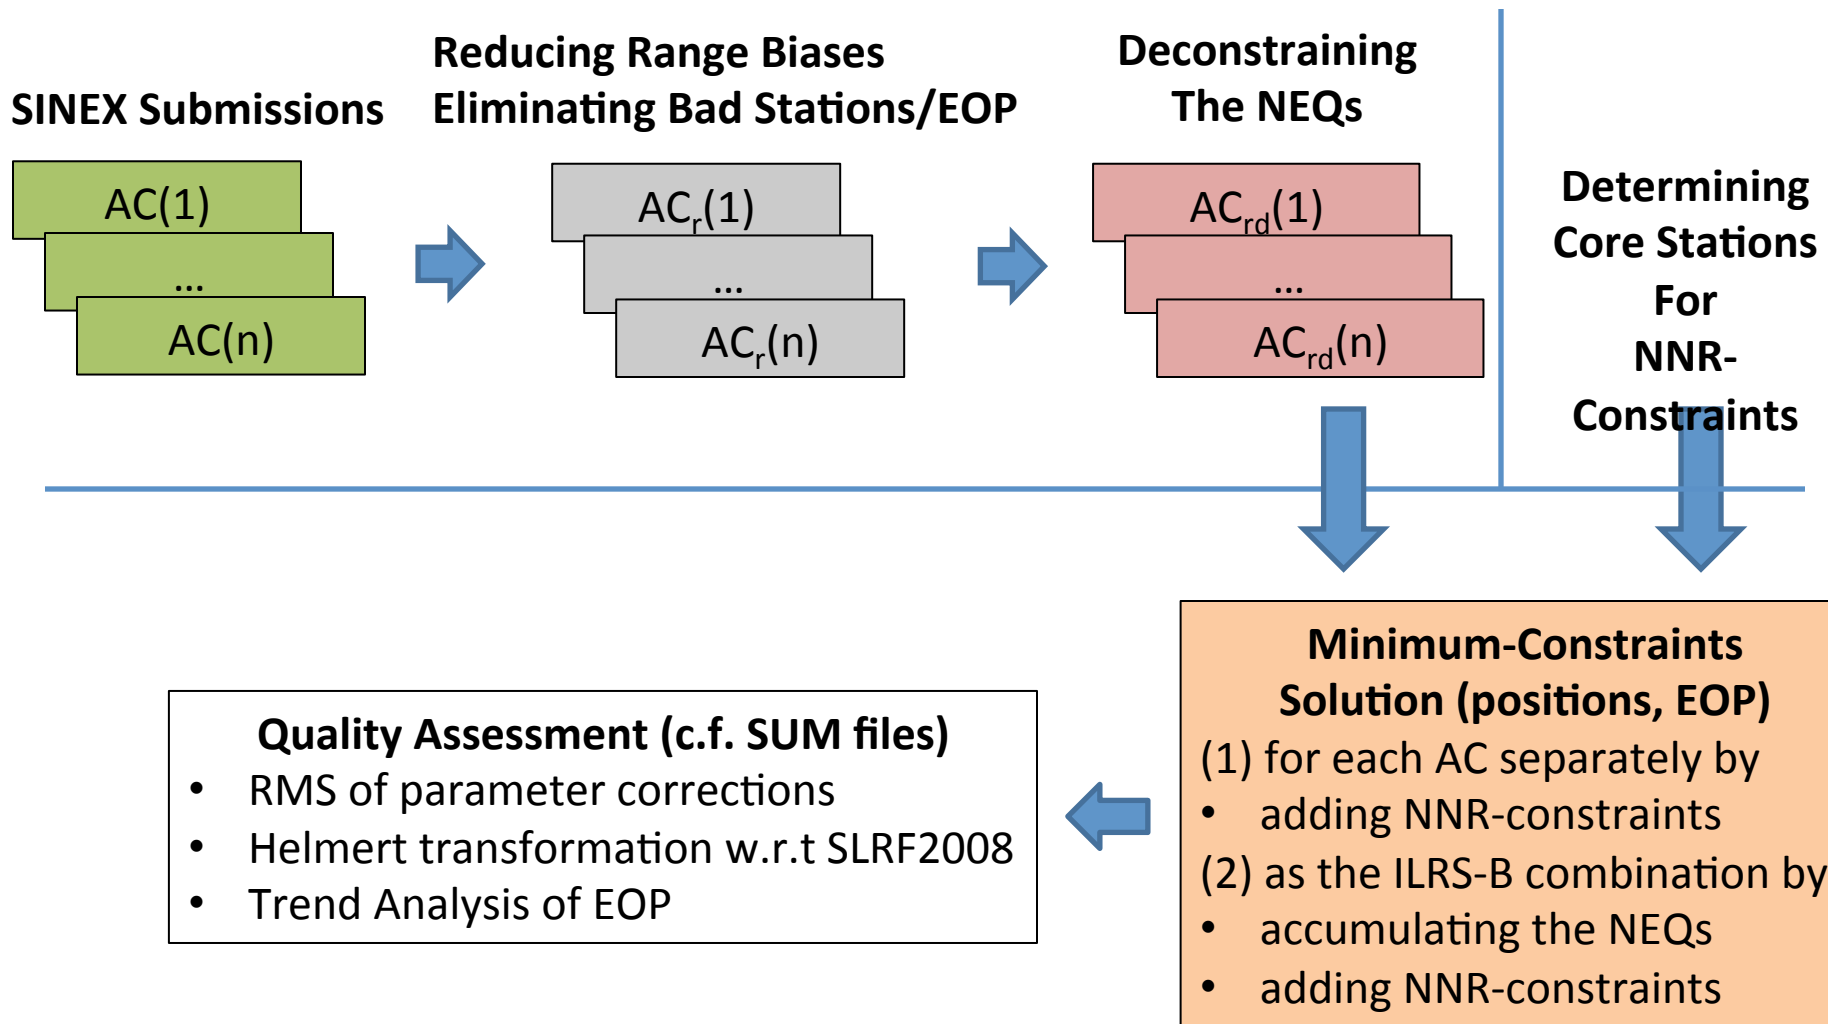 SINEX Submissions
AC(1)
...
AC(n)
Reducing Range Biases
Eliminating Bad Stations/EOP
ACr(1)
...
ACr(n)
Deconstraining
The NEQs
ACrd(1)
...
ACrd(n)
Determining
Core Stations
For
NNR-
Constraints
Minimum-Constraints
Solution (positions, EOP)
(1) for each AC separately by
• adding NNR-constraints
(2) as the ILRS-B combination by
• accumulating the NEQs
• adding NNR-constraints
Quality Assessment (c.f. SUM files)
• RMS of parameter corrections
• Helmert transformation w.r.t SLRF2008
• Trend Analysis of EOP